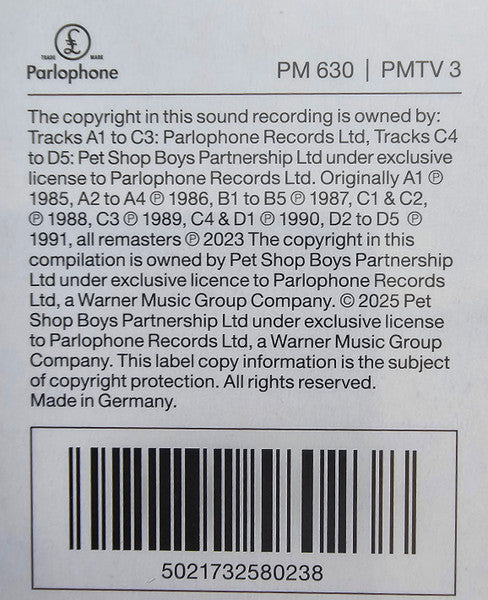 £
TRADE MARK
Parlophone
PM 630 | PMTV 3
The copyright in this sound recording is owned by:
Tracks A1 to C3: Parlophone Records Ltd, Tracks C4
to D5: Pet Shop Boys Partnership Ltd under exclusive
license to Parlophone Records Ltd. Originally A1 ℗
1985, A2 to A4 ℗ 1986, B1 to B5 ℗ 1987, C1 & C2,
℗ 1988, C3 ℗ 1989, C4 & D1 ℗ 1990, D2 to D5 ℗
1991, all remasters ℗ 2023 The copyright in this
compilation is owned by Pet Shop Boys Partnership
Ltd under exclusive licence to Parlophone Records
Ltd, a Warner Music Group Company. © 2025 Pet
Shop Boys Partnership Ltd under exclusive license
to Parlophone Records Ltd, a Warner Music Group
Company. This label copy information is the subject
of copyright protection. All rights reserved.
Made in Germany.
5021732580238